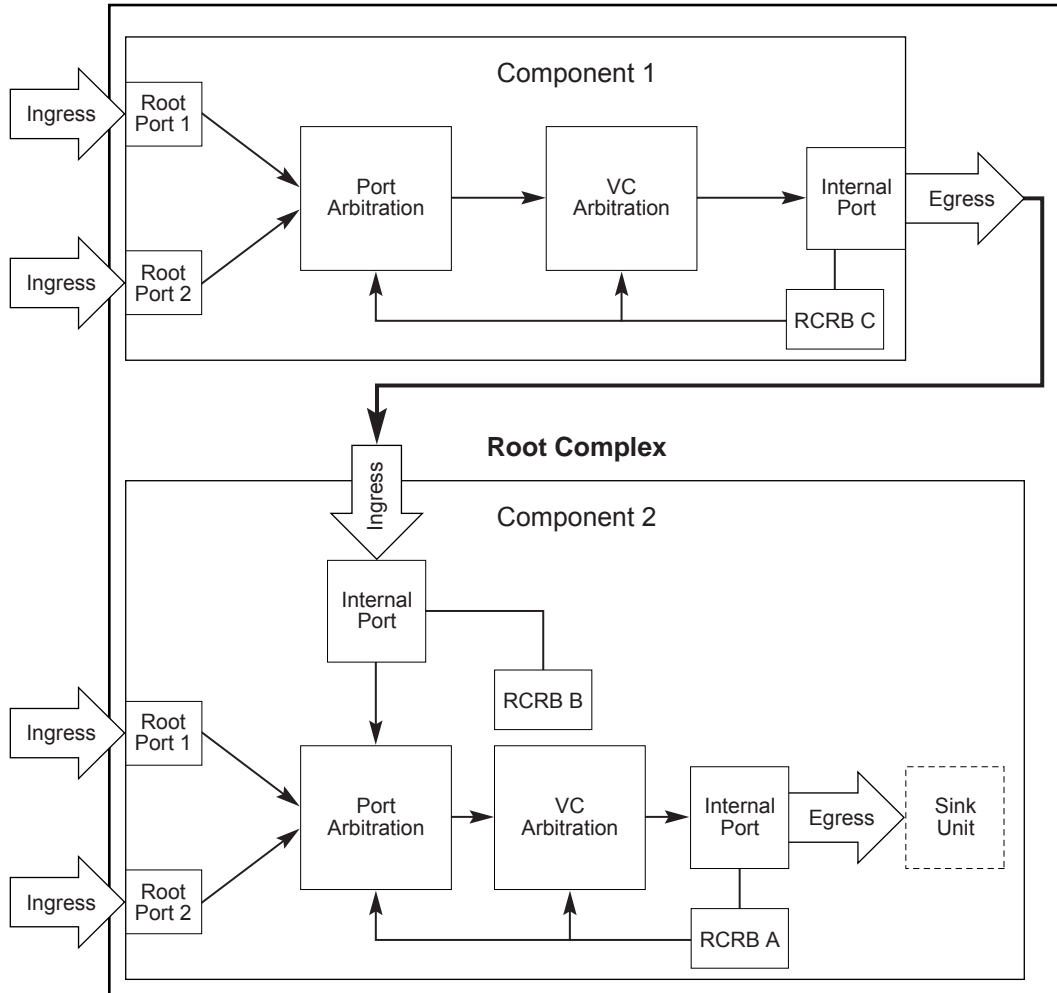 Component 1
Ingress
Root
Port 1
Port
Arbitration
VC
Arbitration
Internal
Port
Egress
Ingress
Root
Port 2
RCRB C
Root Complex
Ingress
Component 2
Internal
Port
RCRB B
Ingress
Root
Port 1
Port
Arbitration
VC
Arbitration
Internal
Port
Egress
Sink
Unit
Ingress
Root
Port 2
RCRB A